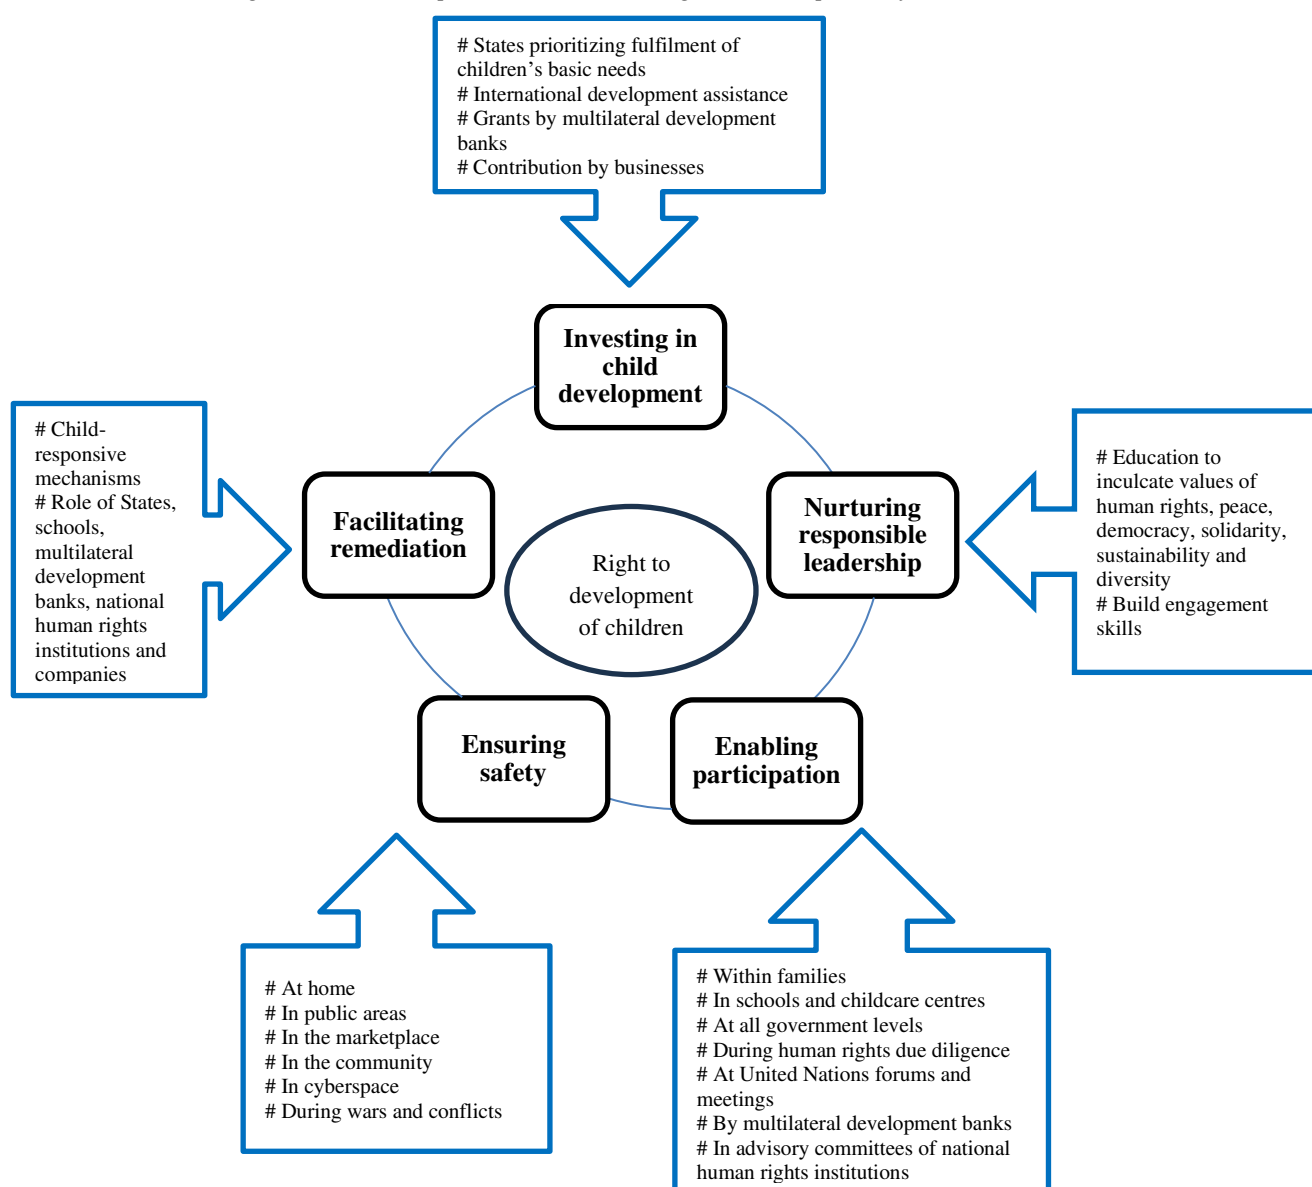 # States prioritizing fulfilment of
children’s basic needs
# International development assistance
# Grants by multilateral development
banks
# Contribution by businesses
Investing in
child
development
# Child-
responsive
mechanisms
# Role of States,
schools,
multilateral
development
banks, national
human rights
institutions and
companies
Facilitating
remediation
Right to
development
of children
Nurturing
responsible
leadership
# Education to
inculcate values of
human rights, peace,
democracy, solidarity,
sustainability and
diversity
# Build engagement
skills
Ensuring
safety
Enabling
participation
# At home
# In public areas
# In the marketplace
# In the community
# In cyberspace
# During wars and conflicts
# Within families
# In schools and childcare centres
# At all government levels
# During human rights due diligence
# At United Nations forums and
meetings
# By multilateral development banks
# In advisory committees of national
human rights institutions